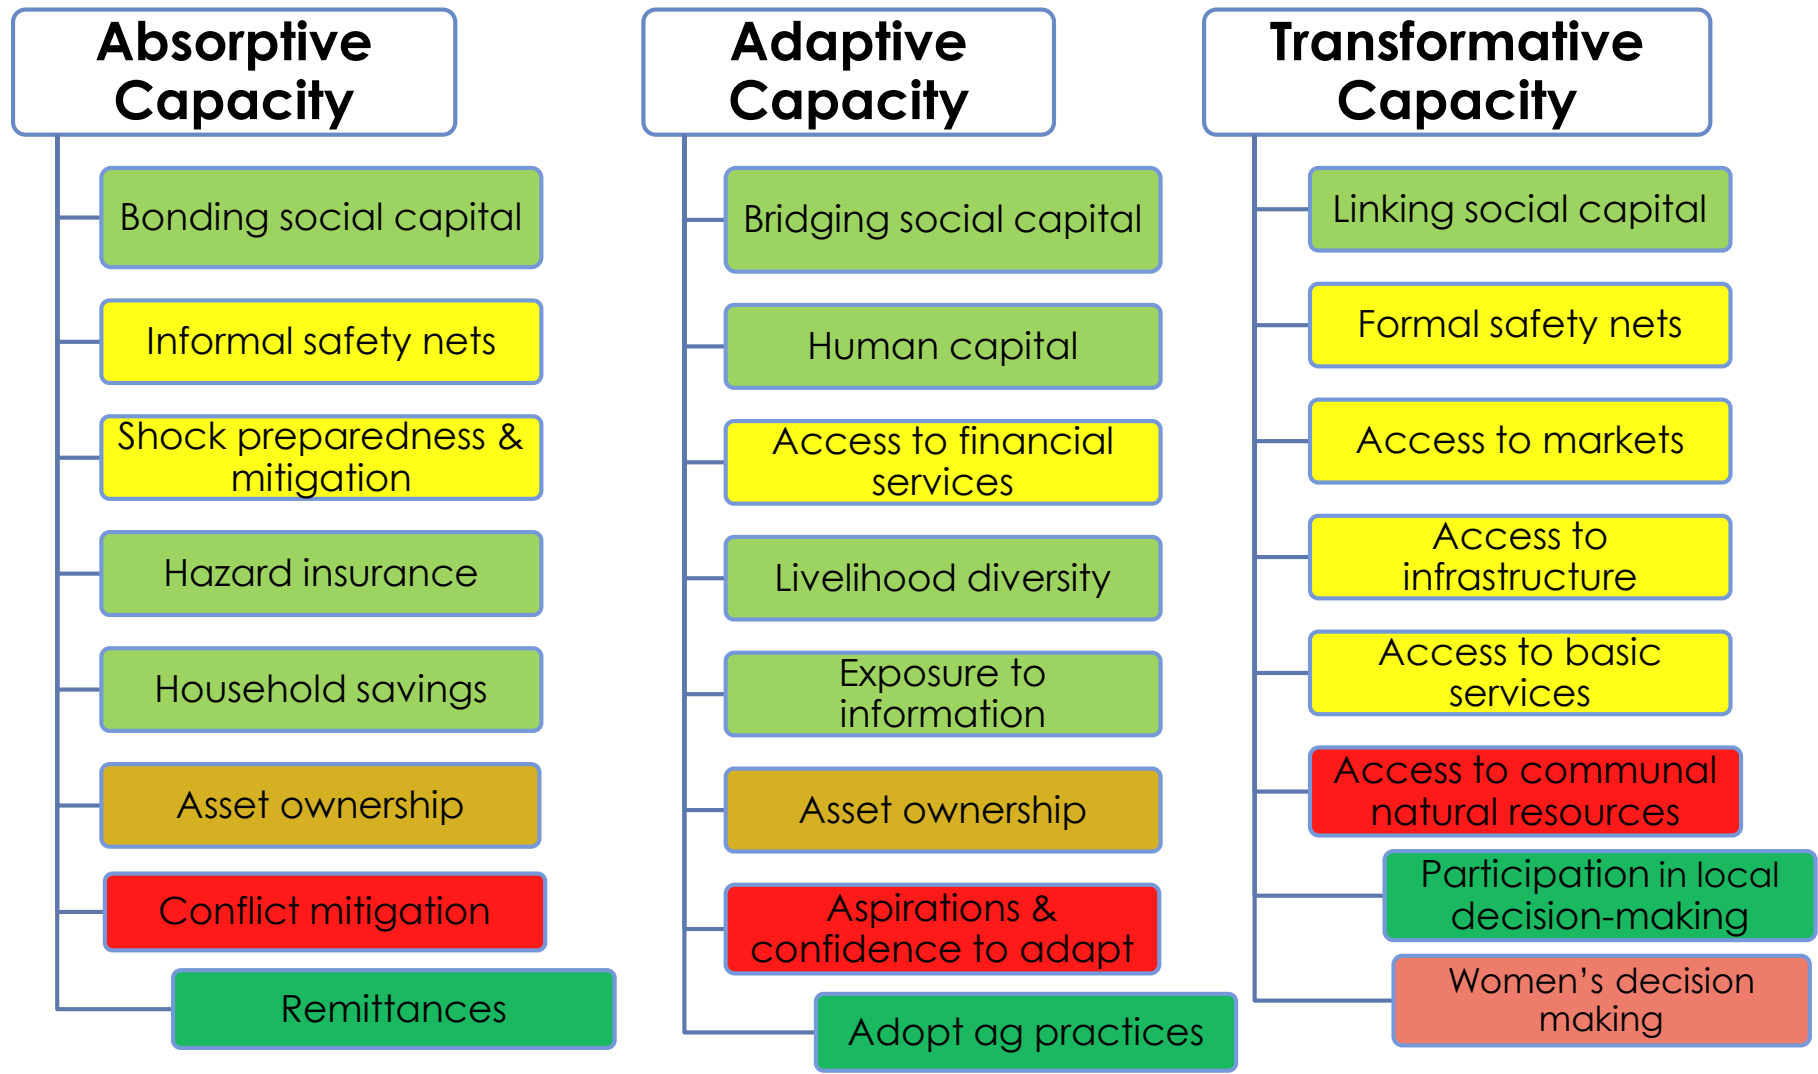 Absorptive
Capacity
Bonding social capital
Informal safety nets
Shock preparedness &
mitigation
Hazard insurance
Household savings
Asset ownership
Conflict mitigation
Remittances
Adaptive
Capacity
Bridging social capital
Human capital
Access to financial
services
Livelihood diversity
Exposure to
information
Asset ownership
Aspirations &
confidence to adapt
Adopt ag practices
Transformative
Capacity
Linking social capital
Formal safety nets
Access to markets
Access to
infrastructure
Access to basic
services
Access to communal
natural resources
Participation in local
decision-making
Women’s decision
making